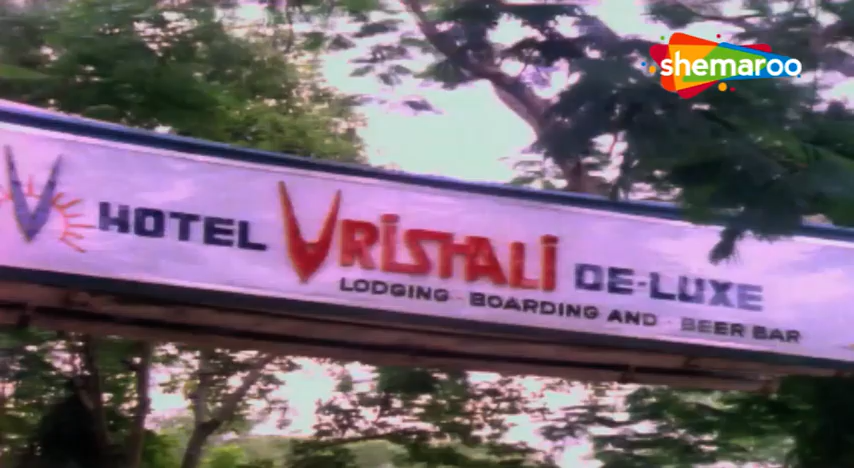 shemaroo
HOTEL VRISHALI DE-LUXE
LODGING - BOARDING AND - BEER BAR